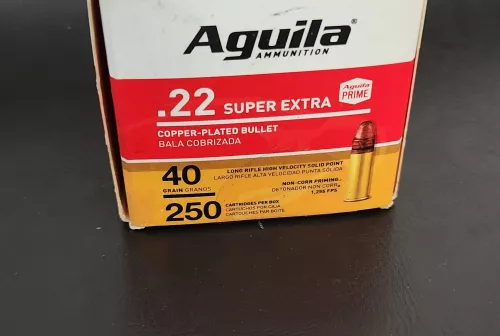 Aguila®
AMMUNITION
.22 SUPER EXTRA
Aguila
PRIME
COPPER-PLATED BULLET
BALA COBRIZADA
40
GRAIN GRANOS
LONG RIFLE HIGH VELOCITY SOLID POINT
LARGO RIFLE ALTA VELOCIDAD PUNTA SÓLIDA
NON-CORR PRIMING.
DETONADOR NON CORR.
1,255 FPS
250
CARTRIDGES PER BOX
CARTUCHOS POR CAJA
CARTOUCHES PAR BOITE